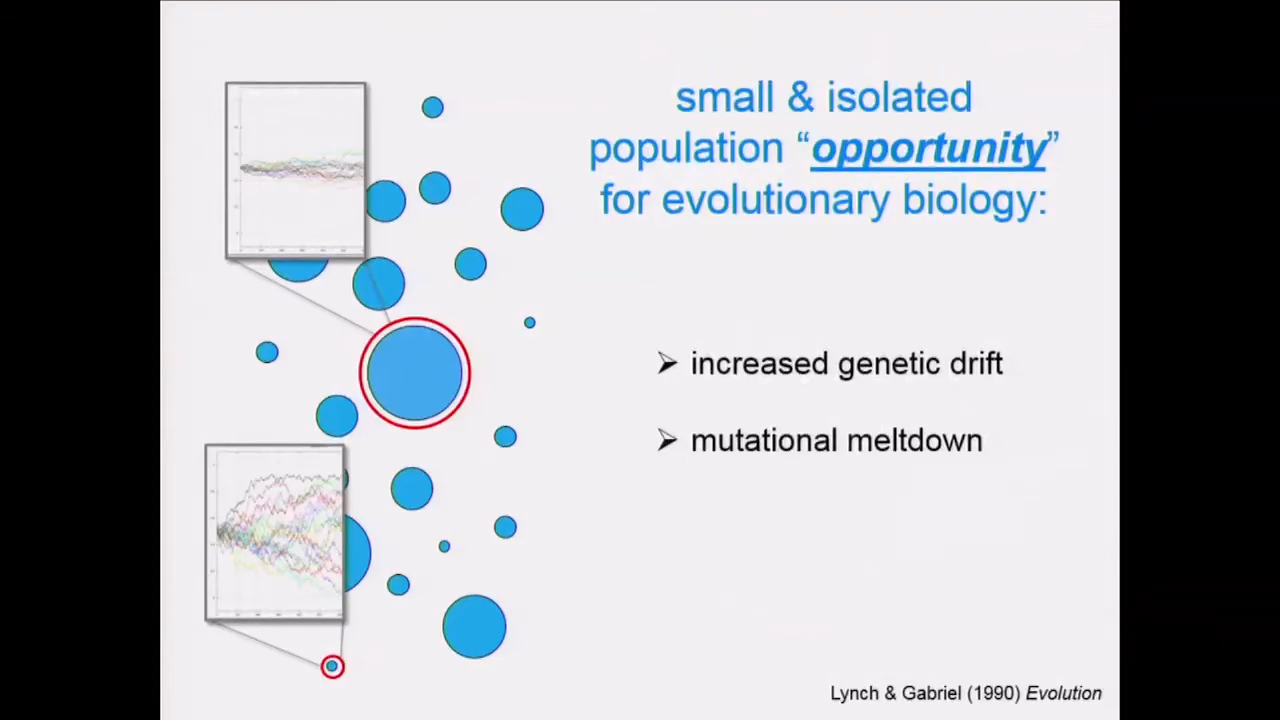 small & isolated
population “opportunity”
for evolutionary biology:
➢ increased genetic drift
➢ mutational meltdown
Lynch & Gabriel (1990) Evolution